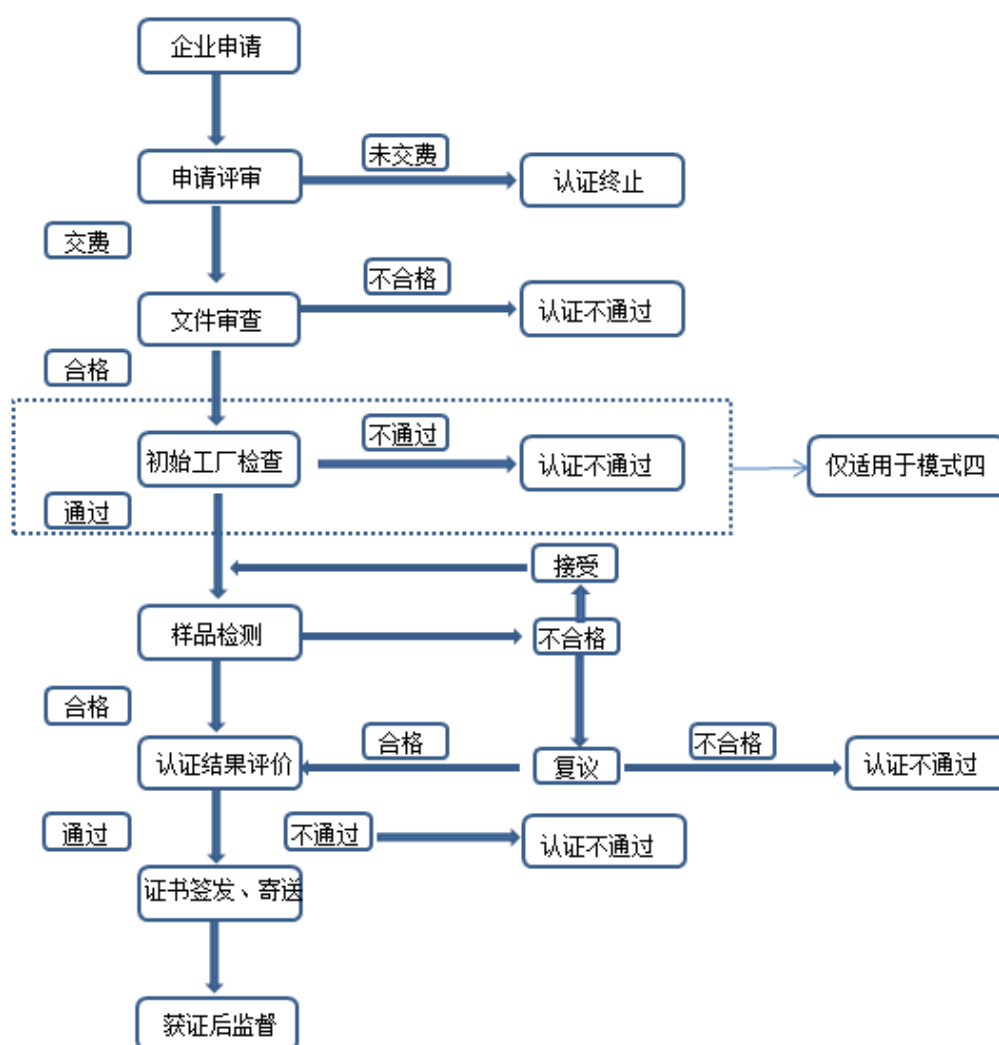 企业申请
未交费
申请评审
认证终止
交费
不合格
文件审查
认证不通过
合格
不通过
初始工厂检查
认证不通过
仅适用于模式四
通过
接受
样品检测
不合格
合格
合格
不合格
认证结果评价
复议
认证不通过
通过
不通过
认证不通过
证书签发、寄送
获证后监督